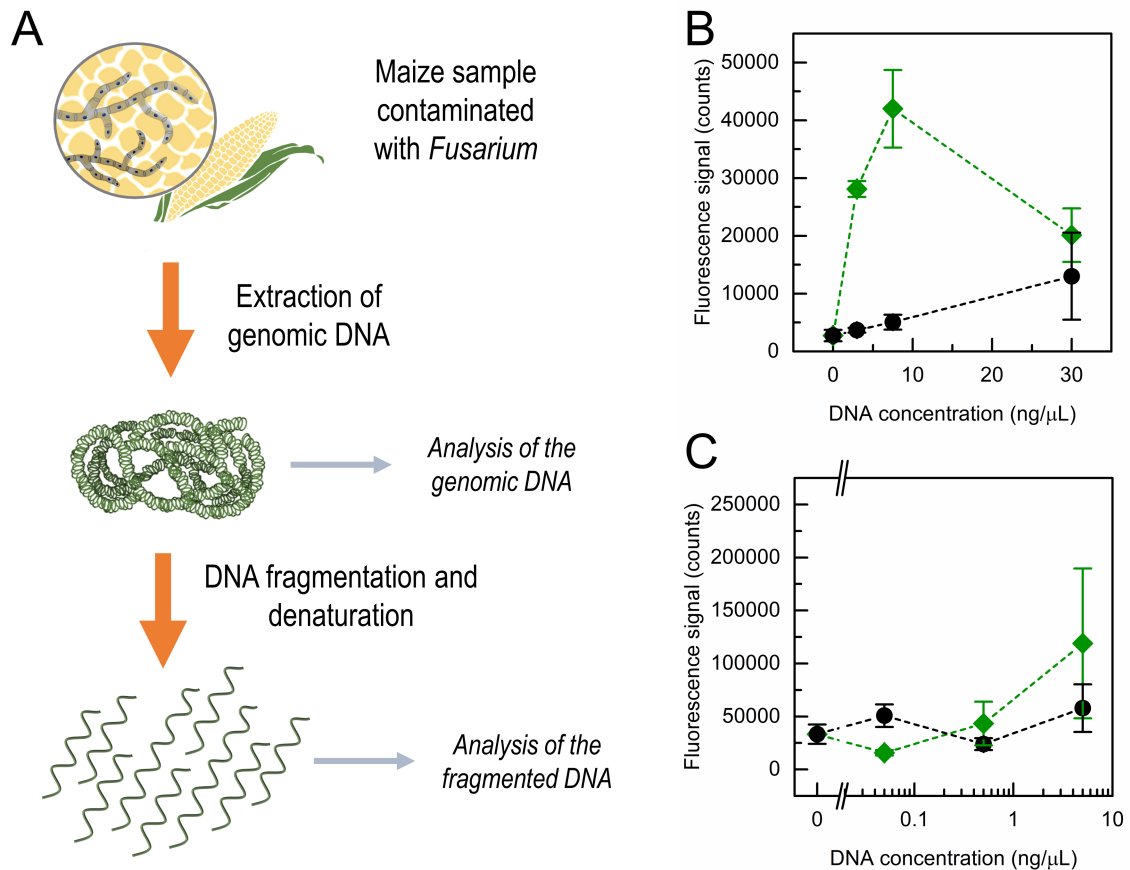 A
Maize sample
contaminated
with Fusarium
Extraction of
genomic DNA
Analysis of the
genomic DNA
DNA fragmentation and
denaturation
Analysis of the
fragmented DNA
B
Fluorescence signal (counts)
50000
40000
30000
20000
10000
0
0 10 20 30
DNA concentration (ng/μL)
C
Fluorescence signal (counts)
250000
200000
150000
100000
50000
0
0 0.1 1 10
DNA concentration (ng/μL)